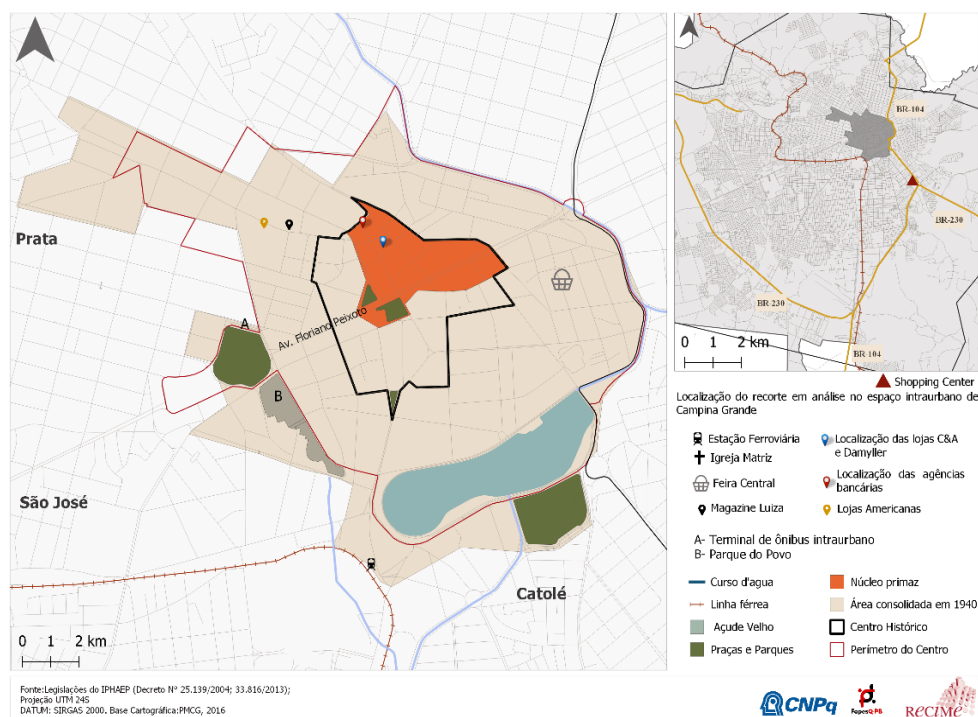 Prata
A
Av. Floriano Peixoto
B
São José
Catolé
0 1 2 km
BR-104
BR-230
BR-230
BR-104
0 1 2 km
Shopping Center
Localização do recorte em análise no espaço intraurbano de
Campina Grande
Estação Ferroviária
Igreja Matriz
Feira Central
Magazine Luiza
Localização das lojas C&A
e Damyller
Localização das agências
bancárias
Lojas Americanas
A- Terminal de ônibus intraurbano
B- Parque do Povo
Curso d'agua
Linha férrea
Açude Velho
Praças e Parques
Núcleo primaz
Área consolidada em 1940
Centro Histórico
Perímetro do Centro
Fonte:Legislações do IPHAEP (Decreto N° 25.139/2004; 33.816/2013);
Projeção UTM 24S
DATUM: SIRGAS 2000. Base Cartográfica:PMCG, 2016
CNPq
FapesQ-PB
ReCiMe